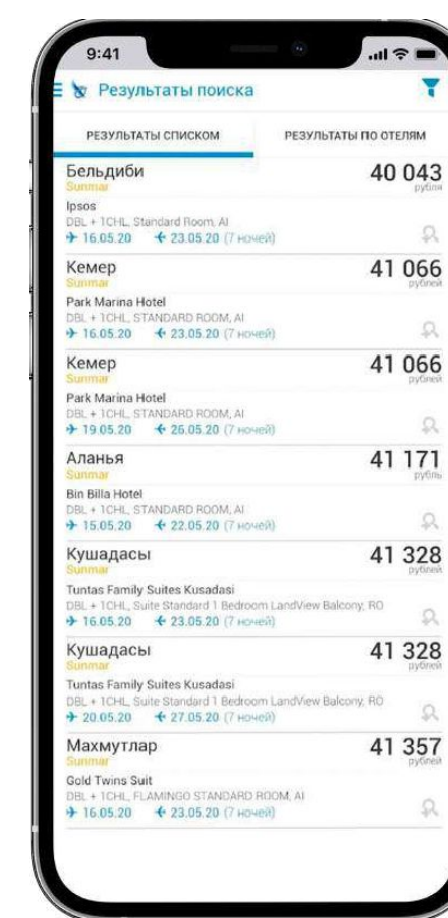 9:41
Результаты поиска
РЕЗУЛЬТАТЫ СПИСКОМ РЕЗУЛЬТАТЫ ПО ОТЕЛЯМ
Бельдиби 40 043
Sunmar рубля
Ipsos
DBL + 1CHL, Standard Room, AI
16.05.20 23.05.20 (7 ночей)
Кемер 41 066
Sunmar рублей
Park Marina Hotel
DBL + 1CHL, STANDARD ROOM, AI
16.05.20 23.05.20 (7 ночей)
Кемер 41 066
Sunmar рублей
Park Marina Hotel
DBL + 1CHL, STANDARD ROOM, AI
19.05.20 26.05.20 (7 ночей)
Аланья 41 171
Sunmar рубль
Bin Billa Hotel
DBL + 1CHL, STANDARD ROOM, AI
15.05.20 22.05.20 (7 ночей)
Кушадасы 41 328
Sunmar рублей
Tuntas Family Suites Kusadasi
DBL + 1CHL, Suite Standard 1 Bedroom LandView Balcony, RO
16.05.20 23.05.20 (7 ночей)
Кушадасы 41 328
Sunmar рублей
Tuntas Family Suites Kusadasi
DBL + 1CHL, Suite Standard 1 Bedroom LandView Balcony, RO
20.05.20 27.05.20 (7 ночей)
Махмутлар 41 357
Sunmar рублей
Gold Twins Suit
DBL + 1CHL, FLAMINGO STANDARD ROOM, AI
16.05.20 23.05.20 (7 ночей)